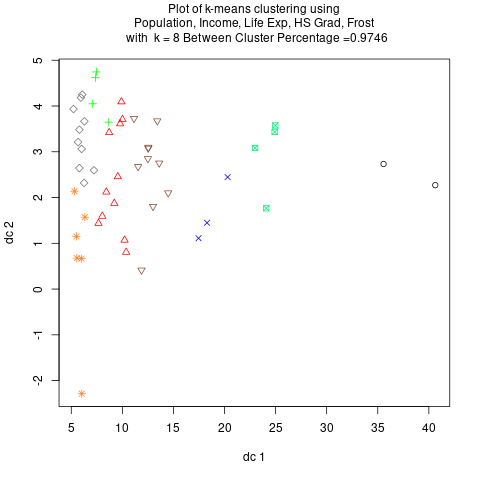 Plot of k-means clustering using
Population, Income, Life Exp, HS Grad, Frost
with k = 8 Between Cluster Percentage =0.9746
5
4
3
2
1
0
-1
-2
dc 2
5 10 15 20 25 30 35 40
dc 1